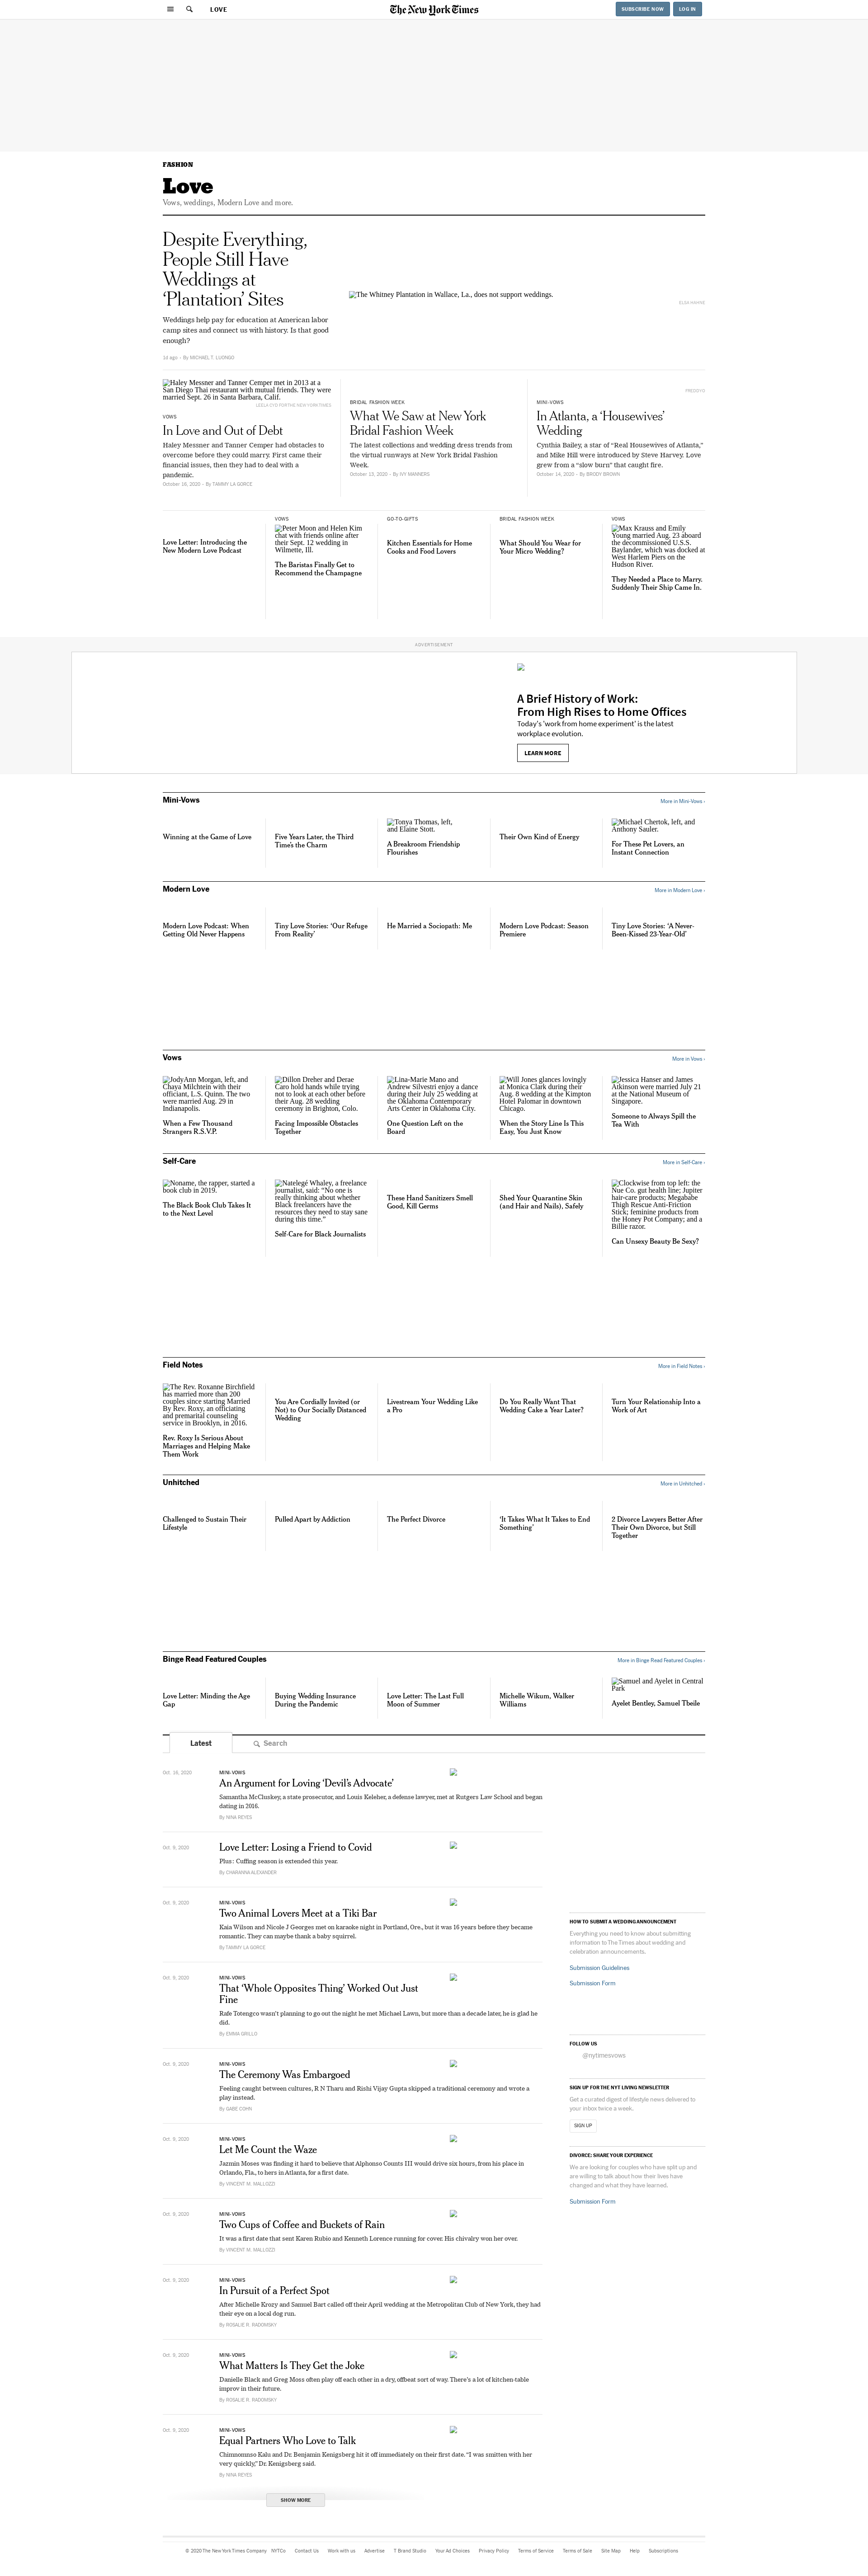 LOVE
The New York Times
SUBSCRIBE NOW
LOG IN
FASHION
Love
Vows, weddings, Modern Love and more.
Despite Everything,
People Still Have
Weddings at
‘Plantation’ Sites
Weddings help pay for education at American labor
camp sites and connect us with history. Is that good
enough?
1d ago – By MICHAEL T. LUONGO
The Whitney Plantation in Wallace, La., does not support weddings.
Haley Messner and Tanner Cemper met in 2013 at a
San Diego Thai restaurant with mutual friends. They were
married Sept. 26 in Santa Barbara, Calif.
VOWS
In Love and Out of Debt
Haley Messner and Tanner Cemper had obstacles to
overcome before they could marry. First came their
financial issues, then they had to deal with a
pandemic.
October 16, 2020 – By TAMMY LA GORCE
BRIDAL FASHION WEEK
What We Saw at New York
Bridal Fashion Week
The latest collections and wedding dress trends from
the virtual runways at New York Bridal Fashion
Week.
October 15, 2020 – By IVY MANNERS
MINI-VOWS
In Atlanta, a ‘Housewives’
Wedding
Cynthia Bailey, a star of “Real Housewives of Atlanta,”
and Mike Hill were introduced by Steve Harvey. Love
grew from a “slow burn” that caught fire.
October 14, 2020 – By BRODY BROWN
Love Letter: Introducing the
New Modern Love Podcast
VOWS
Peter Moon and Helen Kim
chat with friends online after
their Sept. 12 wedding in
Wilmette, Ill.
The Baristas Finally Get to
Recommend the Champagne
GO-TO-GIFTS
Kitchen Essentials for Home
Cooks and Food Lovers
BRIDAL FASHION WEEK
What Should You Wear for
Your Micro Wedding?
VOWS
Max Krauss and Emily
Young married Aug. 23 aboard
the decommissioned U.S.S.
Baylander, which was docked at
West Harlem Piers on the
Hudson River.
They Needed a Place to Marry.
Suddenly Their Ship Came In.
ADVERTISEMENT
A Brief History of Work:
From High Rises to Home Offices
Today's 'work from home experiment' is the latest
workplace evolution.
LEARN MORE
Mini-Vows
More in Mini-Vows ›
Winning at the Game of Love
Five Years Later, the Third
Time’s the Charm
Tonya Thomas, left,
and Elaine Stott.
A Breakroom Friendship
Flourishes
Their Own Kind of Energy
Michael Chertok, left, and
Anthony Sauler.
For These Pet Lovers, an
Instant Connection
Modern Love
More in Modern Love ›
Modern Love Podcast: When
Getting Old Never Happens
Tiny Love Stories: ‘Our Refuge
From Reality’
He Married a Sociopath: Me
Modern Love Podcast: Season
Premiere
Tiny Love Stories: ‘A Never-
Been-Kissed 23-Year-Old’
Vows
More in Vows ›
JodyAnn Morgan, left, and
Chaya Milchtein with their
officiant, L.S. Quinn. The two
were married Aug. 29 in
Indianapolis.
When a Few Thousand
Strangers R.S.V.P.
Dillon Dreher and Derae
Caro hold hands while trying
not to look at each other before
their Aug. 28 wedding
ceremony in Brighton, Colo.
Facing Impossible Obstacles
Together
Lina-Marie Mano and
Andrew Silvestri enjoy a dance
during their July 25 wedding at
the Oklahoma Contemporary
Arts Center in Oklahoma City.
One Question Left on the
Board
Will Jones glances lovingly
at Monica Clark during their
Aug. 8 wedding at the Kimpton
Hotel Palomar in downtown
Chicago.
When the Story Line Is This
Easy, You Just Know
Jessica Hanser and James
Atkinson were married July 21
at the National Museum of
Singapore.
Someone to Always Spill the
Tea With
Self-Care
More in Self-Care ›
Noname, the rapper, started a
book club in 2019.
The Black Book Club Takes It
to the Next Level
Natelegé Whaley, a freelance
journalist, said: “No one is
really thinking about whether
Black freelancers have the
resources they need to stay sane
during this time.”
Self-Care for Black Journalists
These Hand Sanitizers Smell
Good, Kill Germs
Shed Your Quarantine Skin
(and Hair and Nails), Safely
Clockwise from top left: the
Nue Co. gut health line; Jupiter
hair-care products; Megababe
Thigh Rescue Anti-Friction
Stick; feminine products from
the Honey Pot Company; and a
Billie razor.
Can Unsexy Beauty Be Sexy?
Field Notes
More in Field Notes ›
The Rev. Roxanne Birchfield
has married more than 200
couples since starting Married
By Rev. Roxy, an officiating
and premarital counseling
service in Brooklyn, in 2016.
Rev. Roxy Is Serious About
Marriages and Helping Make
Them Work
You Are Cordially Invited (or
Not) to Our Socially Distanced
Wedding
Livestream Your Wedding Like
a Pro
Do You Really Want That
Wedding Cake a Year Later?
Turn Your Relationship Into a
Work of Art
Unhitched
More in Unhitched ›
Challenged to Sustain Their
Lifestyle
Pulled Apart by Addiction
The Perfect Divorce
‘It Takes What It Takes to End
Something’
2 Divorce Lawyers Better After
Their Own Divorce, but Still
Together
Binge Read Featured Couples
More in Binge Read Featured Couples ›
Love Letter: Minding the Age
Gap
Buying Wedding Insurance
During the Pandemic
Love Letter: The Last Full
Moon of Summer
Michelle Wikum, Walker
Williams
Samuel and Ayelet in Central
Park
Ayelet Bentley, Samuel Tbeile
Latest
Search
Oct. 16, 2020
MINI-VOWS
An Argument for Loving ‘Devil’s Advocate’
Samantha McCluskey, a state prosecutor, and Louis Keleher, a defense lawyer, met at Rutgers Law School and began
dating in 2016.
By NINA REYES
Oct. 9, 2020
Love Letter: Losing a Friend to Covid
Plus: Cuffing season is extended this year.
By CHARANNA ALEXANDER
Oct. 9, 2020
MINI-VOWS
Two Animal Lovers Meet at a Tiki Bar
Kaia Wilson and Nicole J Georges met on karaoke night in Portland, Ore., but it was 16 years before they became
romantic. They can maybe thank a baby squirrel.
By TAMMY LA GORCE
Oct. 9, 2020
MINI-VOWS
That ‘Whole Opposites Thing’ Worked Out Just
Fine
Rafe Totengco wasn’t planning to go out the night he met Michael Lawn, but more than a decade later, he is glad he
did.
By EMMA GRILLO
Oct. 9, 2020
MINI-VOWS
The Ceremony Was Embargoed
Feeling caught between cultures, R N Tharu and Rishi Vijay Gupta skipped a traditional ceremony and wrote a
play instead.
By GABE COHN
Oct. 9, 2020
MINI-VOWS
Let Me Count the Waze
Jazmin Moses was finding it hard to believe that Alphonso Counts III would drive six hours, from his place in
Orlando, Fla., to hers in Atlanta, for a first date.
By VINCENT M. MALLOZZI
Oct. 9, 2020
MINI-VOWS
Two Cups of Coffee and Buckets of Rain
It was a first date that sent Karen Rubio and Kenneth Lorence running for cover. His chivalry won her over.
By VINCENT M. MALLOZZI
Oct. 9, 2020
MINI-VOWS
In Pursuit of a Perfect Spot
After Michelle Krozy and Samuel Bart called off their April wedding at the Metropolitan Club of New York, they had
their eye on a local dog run.
By ROSALIE R. RADOMSKY
Oct. 9, 2020
MINI-VOWS
What Matters Is They Get the Joke
Danielle Black and Greg Moss often play off each other in a dry, offbeat sort of way. There’s a lot of kitchen-table
improv in their future.
By ROSALIE R. RADOMSKY
Oct. 9, 2020
MINI-VOWS
Equal Partners Who Love to Talk
Chimnomnso Kalu and Dr. Benjamin Kenigsberg hit it off immediately on their first date. “I was smitten with her
very quickly,” Dr. Kenigsberg said.
By NINA REYES
SHOW MORE
HOW TO SUBMIT A WEDDING ANNOUNCEMENT
Everything you need to know about submitting
information to The Times about wedding and
celebration announcements.
Submission Guidelines
Submission Form
FOLLOW US
@nytimesvows
SIGN UP FOR THE NYT LIVING NEWSLETTER
Get a curated digest of lifestyle news delivered to
your inbox twice a week.
SIGN UP
DIVORCE: SHARE YOUR EXPERIENCE
We are looking for couples who have split up and
are willing to talk about how their lives have
changed and what they have learned.
Submission Form
© 2020 The New York Times Company NYTCo Contact Us Work with us Advertise T Brand Studio Your Ad Choices Privacy Policy Terms of Service Terms of Sale Site Map Help Subscriptions